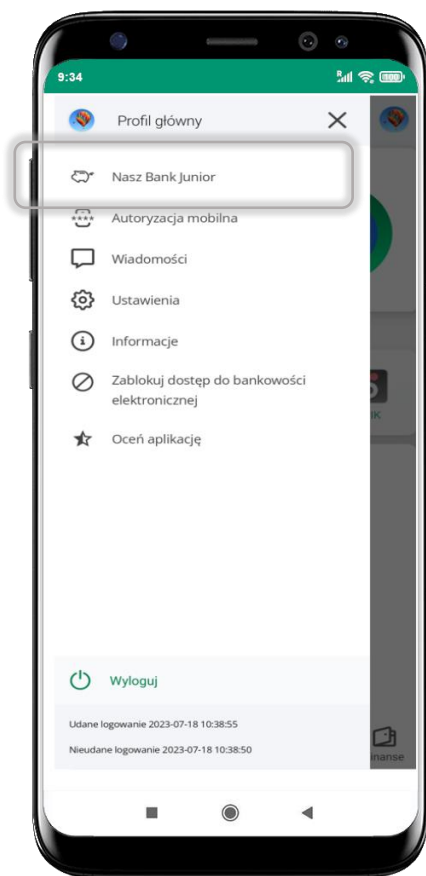 9:34
Profil główny
Nasz Bank Junior
Autoryzacja mobilna
Wiadomości
Ustawienia
Informacje
Zablokuj dostęp do bankowości
elektronicznej
Oceń aplikację
Wyloguj
Udane logowanie 2023-07-18 10:38:55
Nieudane logowanie 2023-07-18 10:38:50
inanse